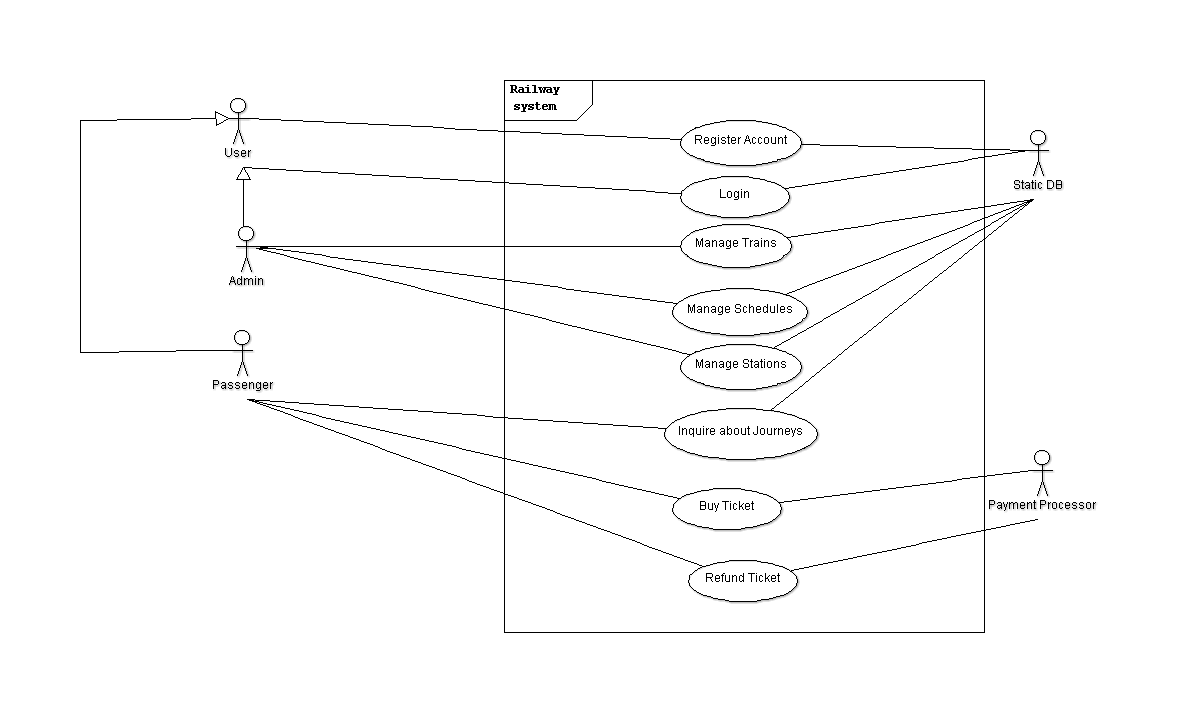 Railway
system
User
Register Account
Static DB
Login
Manage Trains
Admin
Manage Schedules
Manage Stations
Passenger
Inquire about Journeys
Buy Ticket
Payment Processor
Refund Ticket